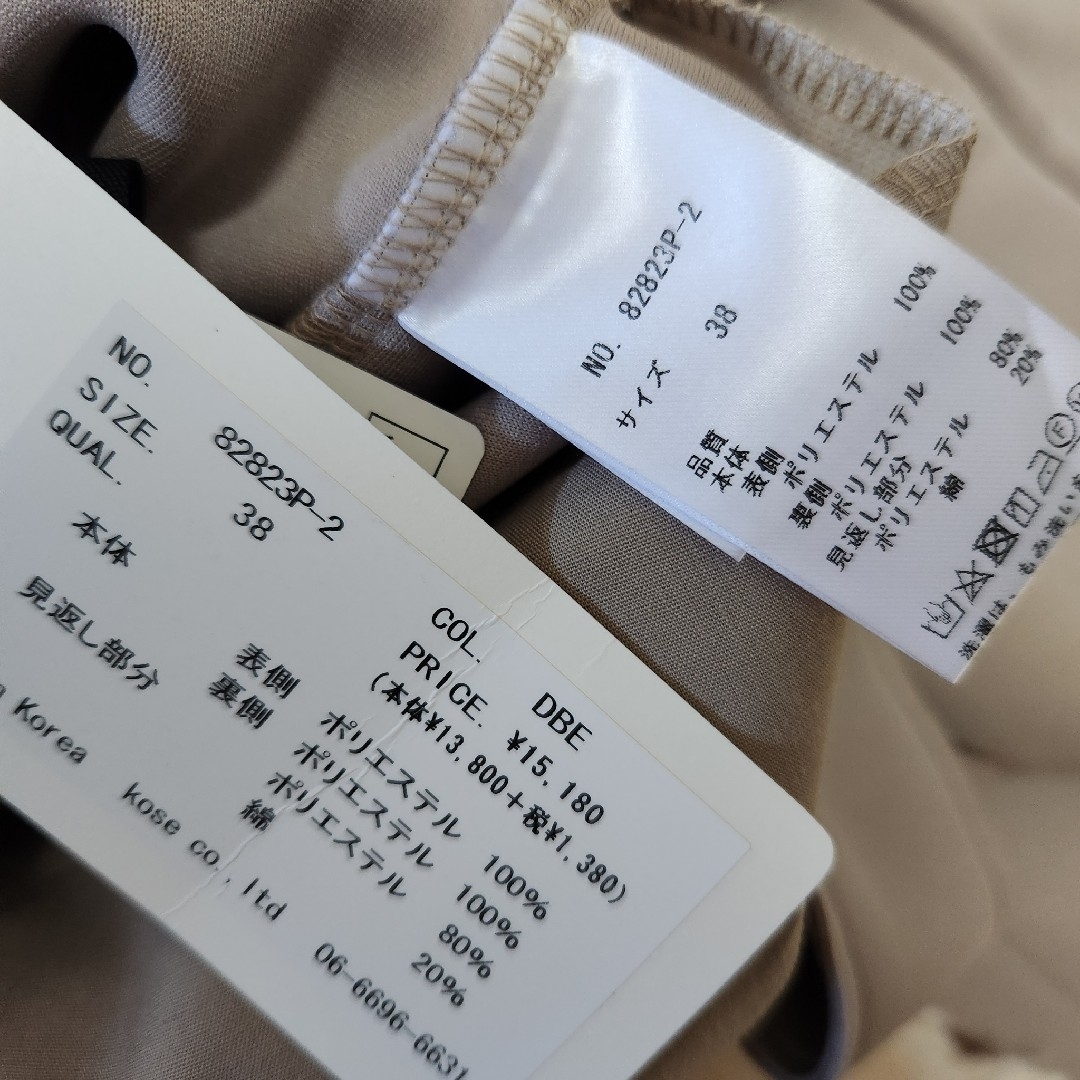 NO. 82823P-2
SIZE. 38
QUAL.
COL. DBE
PRICE. ¥15,180
(本体¥13,800+税¥1,380)
本体 表側 ポリエステル 100%
裏側 ポリエステル 100%
見返し部分 ポリエステル 80%
綿 20%
Korea
kose co., ltd
06-6696-6631
NO. 82823P-2
サイズ 38
品質
本体 表側 ポリエステル 100%
裏側 ポリエステル 100%
見返し部分
ポリエステル 80%
綿 20%
F